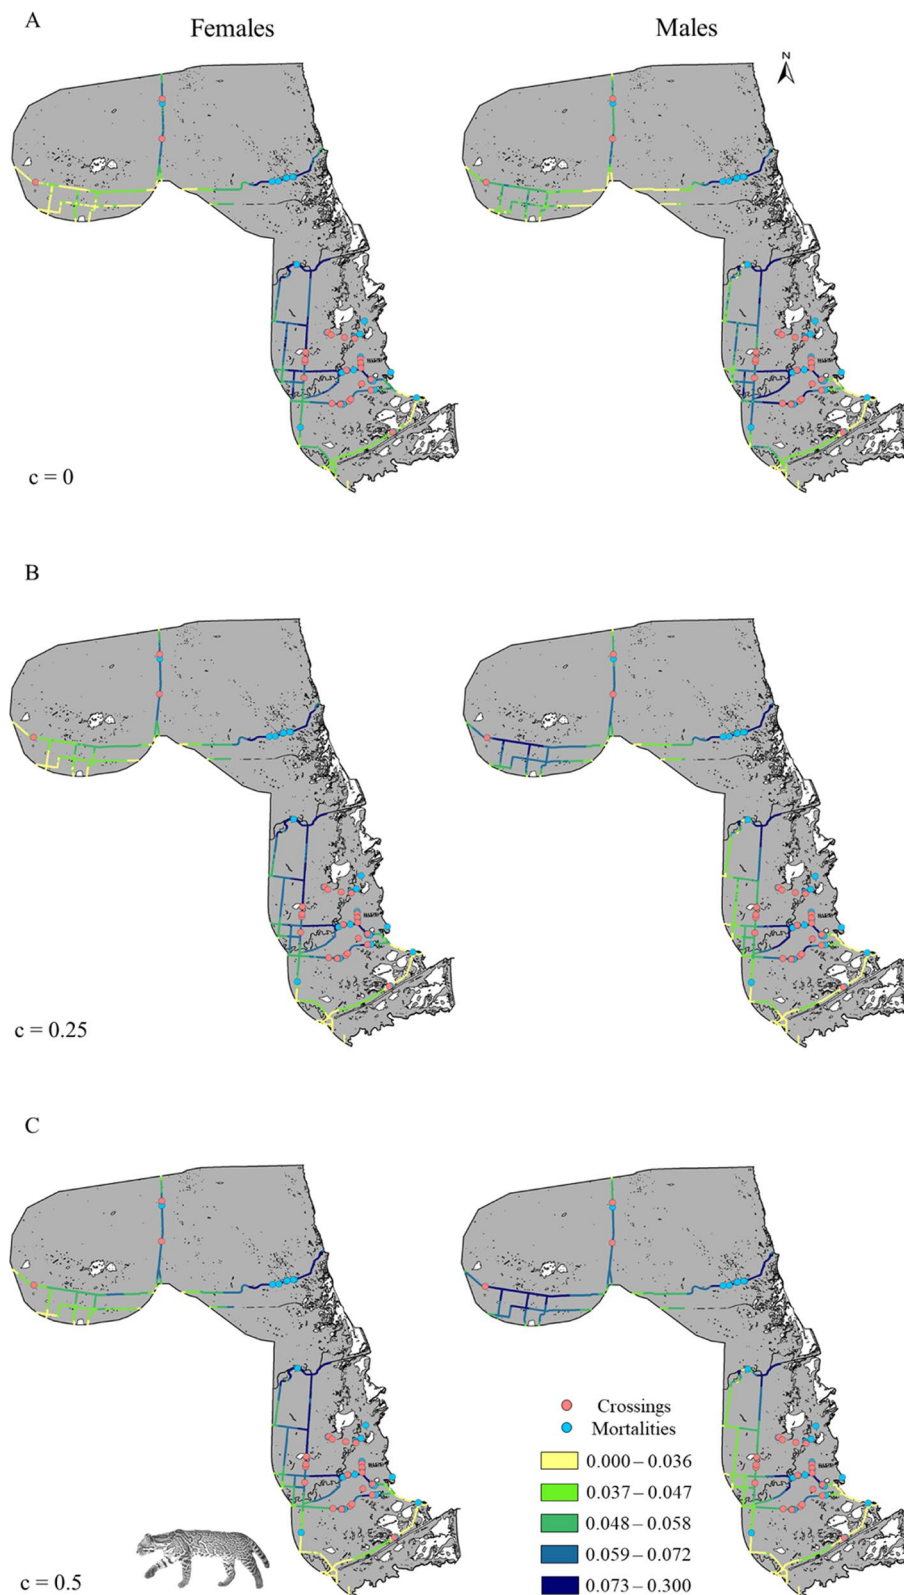 A
Females
Males
N
c = 0
B
c = 0.25
C
Crossings
Mortalities
0.000 – 0.036
0.037 – 0.047
0.048 – 0.058
0.059 – 0.072
0.073 – 0.300
c = 0.5